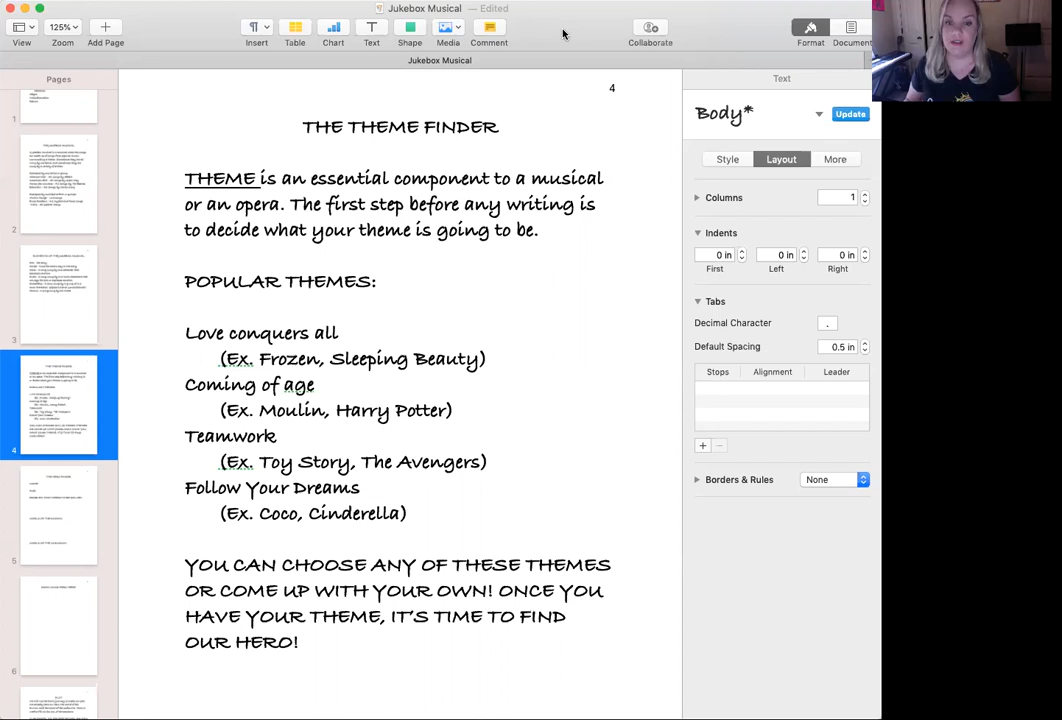 Jukebox Musical — Edited
125%
View
Zoom
Add Page
Insert
Table
Chart
Text
Shape
Media
Comment
Collaborate
Format
Document
Jukebox Musical
Pages
1
2
3
4
5
6
4
THE THEME FINDER
THEME is an essential component to a musical
or an opera. The first step before any writing is
to decide what your theme is going to be.
POPULAR THEMES:
Love conquers all
(Ex. Frozen, Sleeping Beauty)
Coming of age
(Ex. Moulin, Harry Potter)
Teamwork
(Ex. Toy Story, The Avengers)
Follow Your Dreams
(Ex. Coco, Cinderella)
YOU CAN CHOOSE ANY OF THESE THEMES
OR COME UP WITH YOUR OWN! ONCE YOU
HAVE YOUR THEME, IT'S TIME TO FIND
OUR HERO!
Text
Body*
Update
Style
Layout
More
Columns
1
Indents
0 in
0 in
0 in
First
Left
Right
Tabs
Decimal Character
.
Default Spacing
0.5 in
Stops
Alignment
Leader
Borders & Rules
None